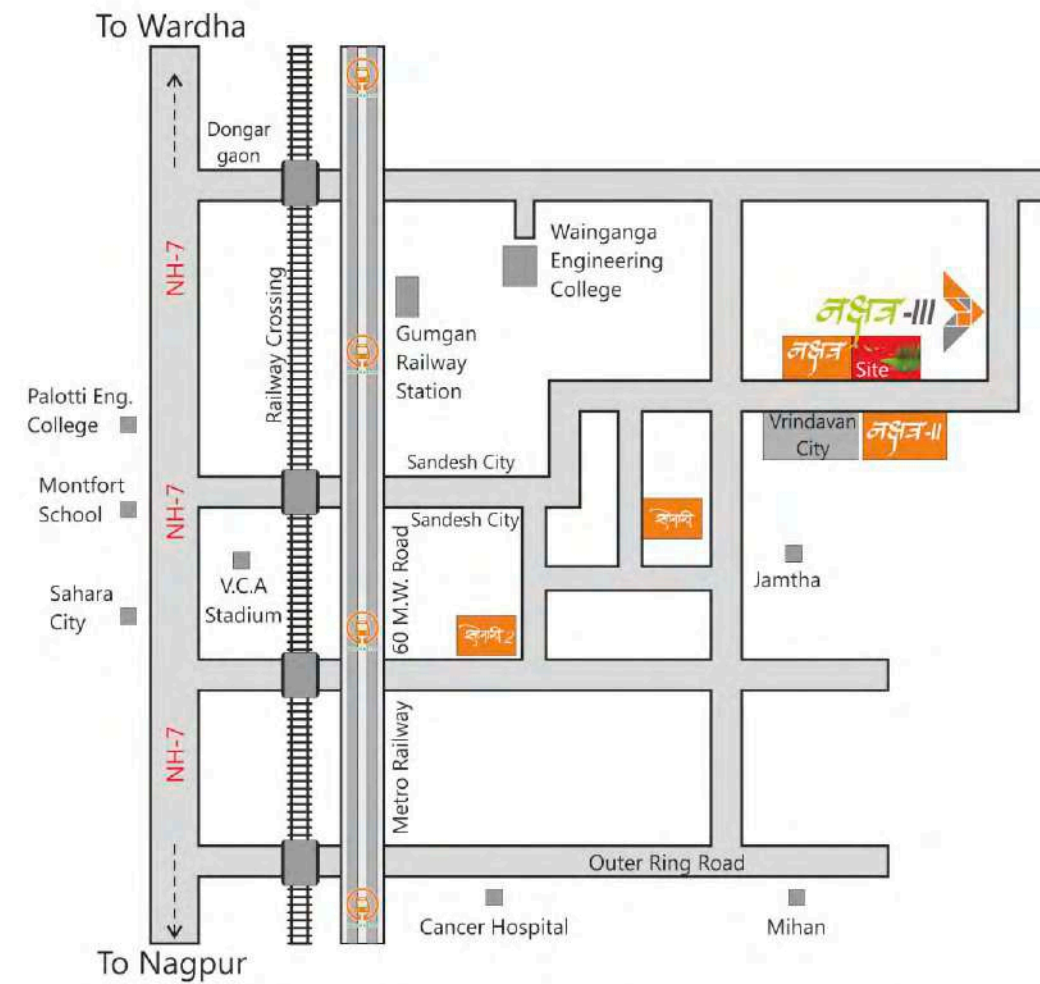 To Wardha
Dongar
gaon
NH-7
Railway Crossing
Wainganga
Engineering
College
Gumgan
Railway
Station
नक्षत्र-III
नक्षत्र
Site
Vrindavan
City
नक्षत्र-II
Palotti Eng.
College
Sandesh City
Montfort
School
NH-7
Sandesh City
60 M.W. Road
V.C.A
Stadium
Jamtha
Sahara
City
NH-7
Metro Railway
Outer Ring Road
Cancer Hospital
Mihan
To Nagpur